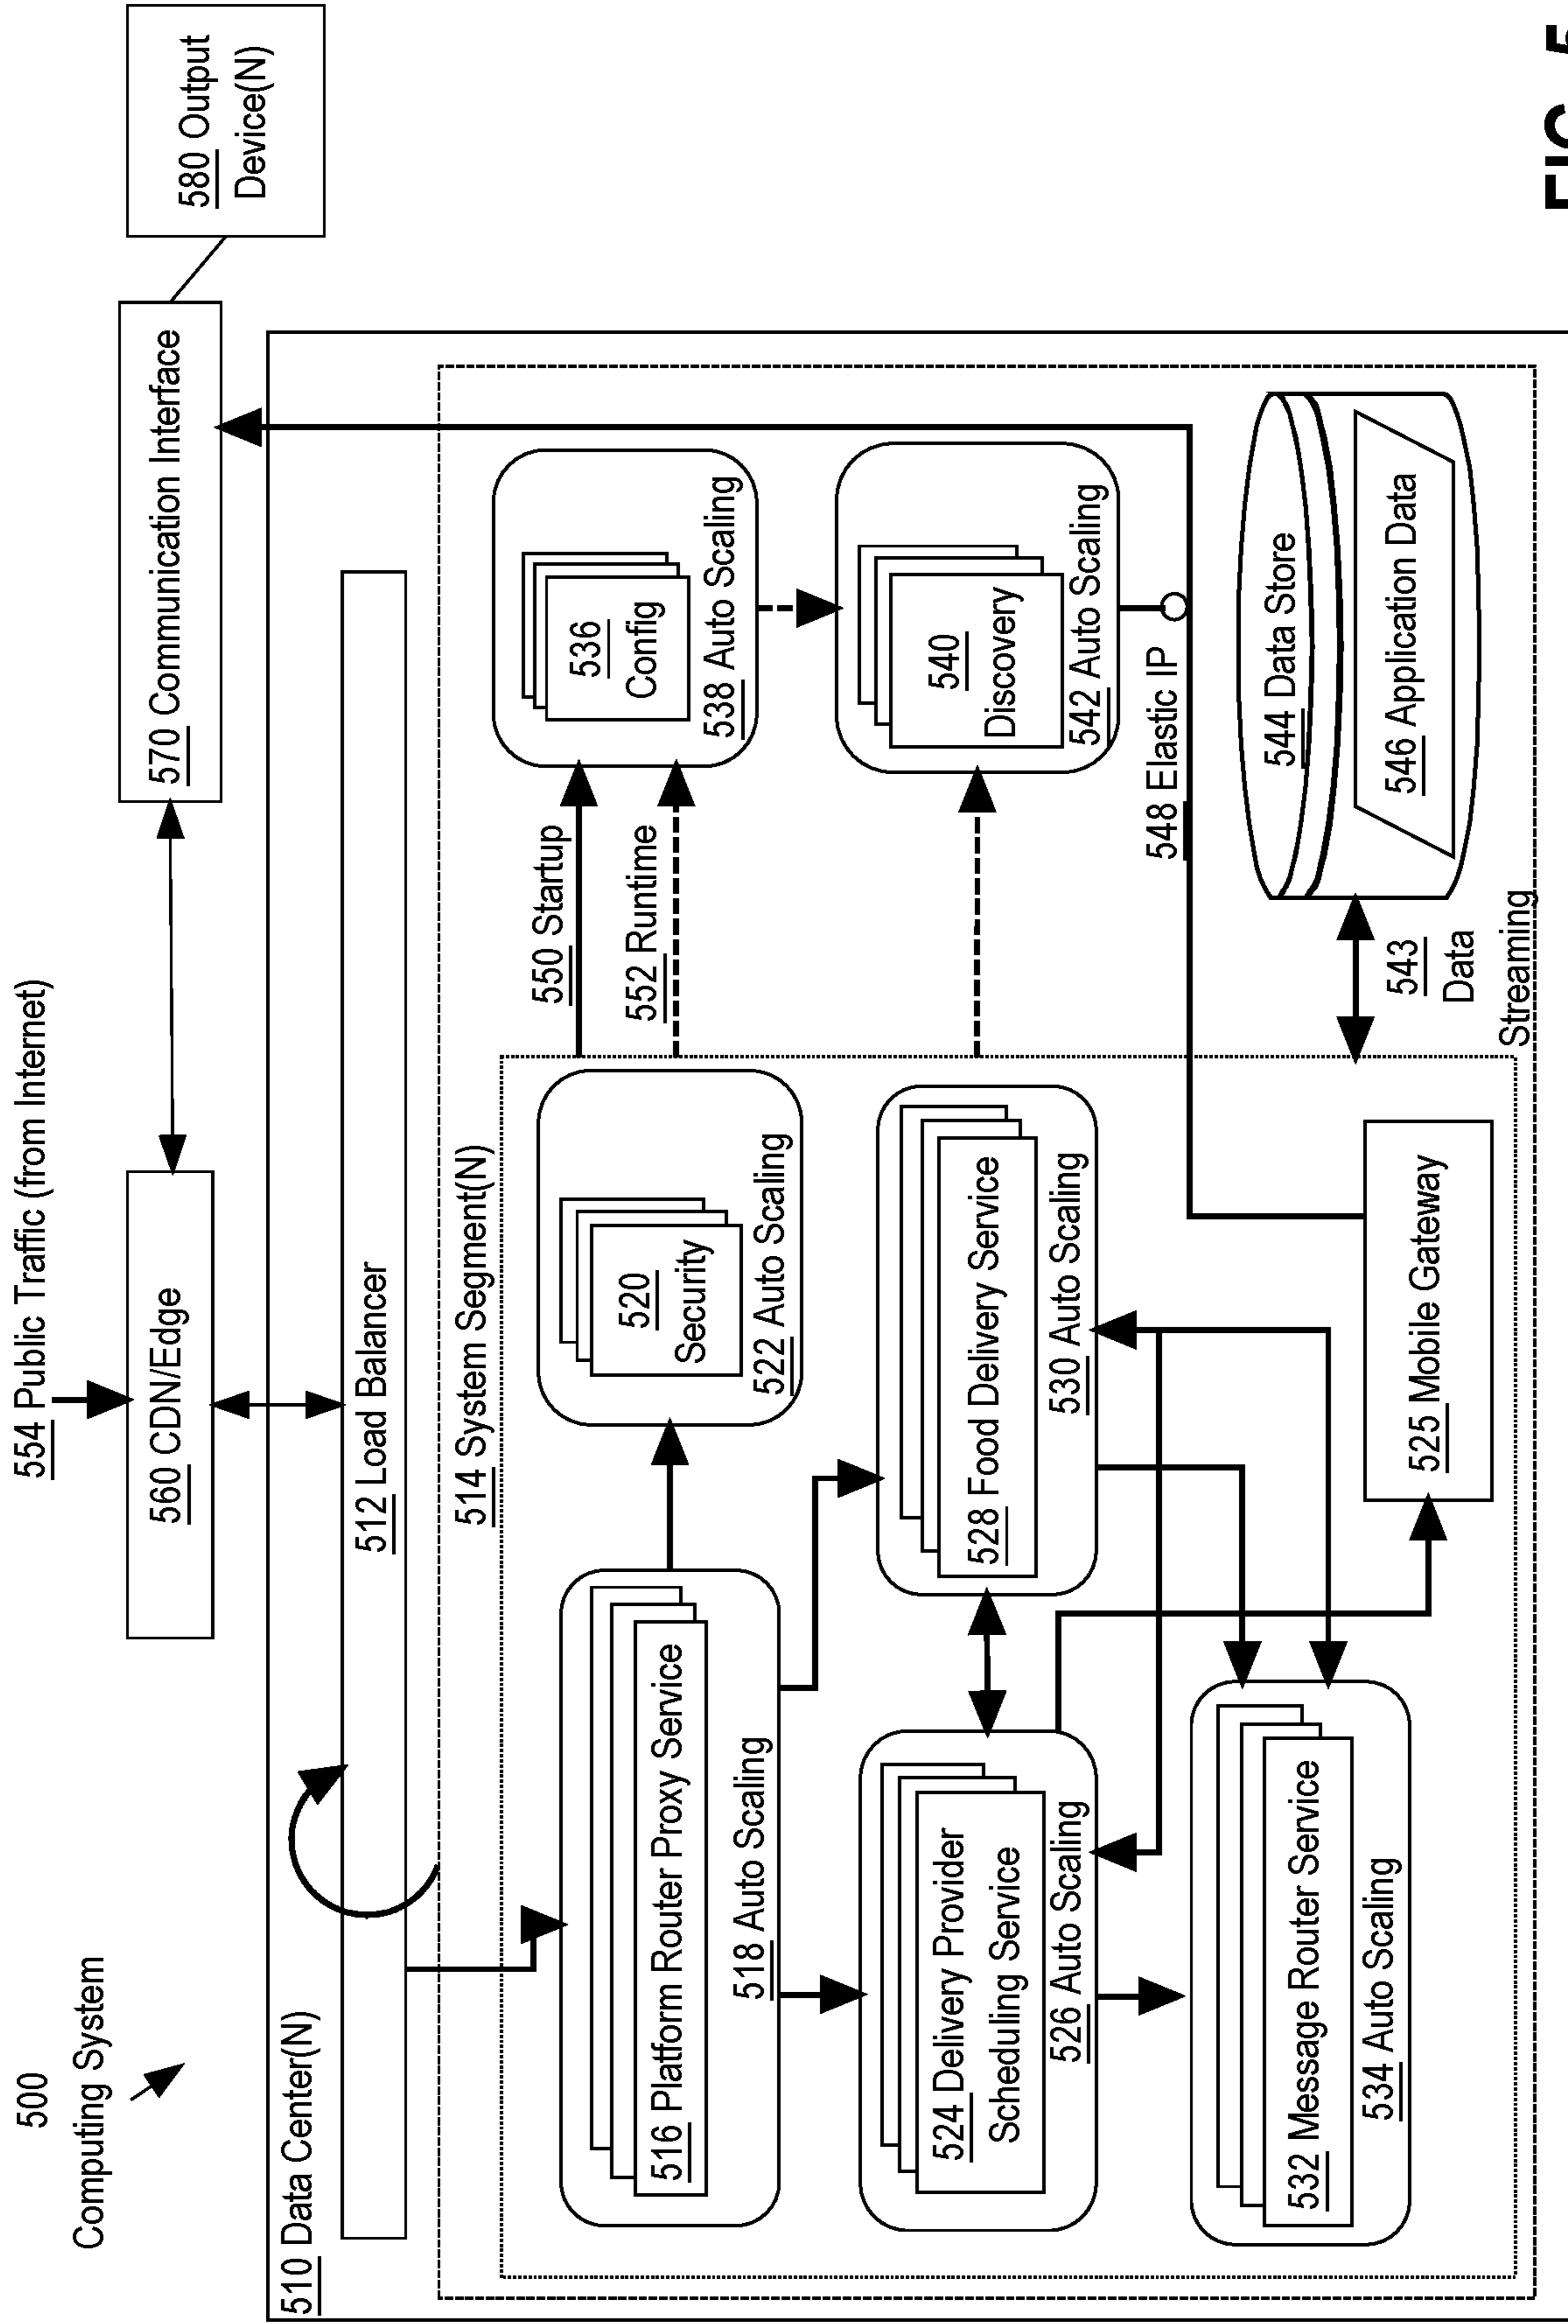 500
Computing System
554 Public Traffic (from Internet)
560 CDN/Edge
570 Communication Interface
580 Output
Device(N)
510 Data Center(N)
512 Load Balancer
514 System Segment(N)
516 Platform Router Proxy Service
518 Auto Scaling
520
Security
522 Auto Scaling
550 Startup
552 Runtime
536
Config
538 Auto Scaling
524 Delivery Provider
Scheduling Service
526 Auto Scaling
528 Food Delivery Service
530 Auto Scaling
540
Discovery
542 Auto Scaling
548 Elastic IP
532 Message Router Service
534 Auto Scaling
525 Mobile Gateway
543
Data
Streaming
544 Data Store
546 Application Data